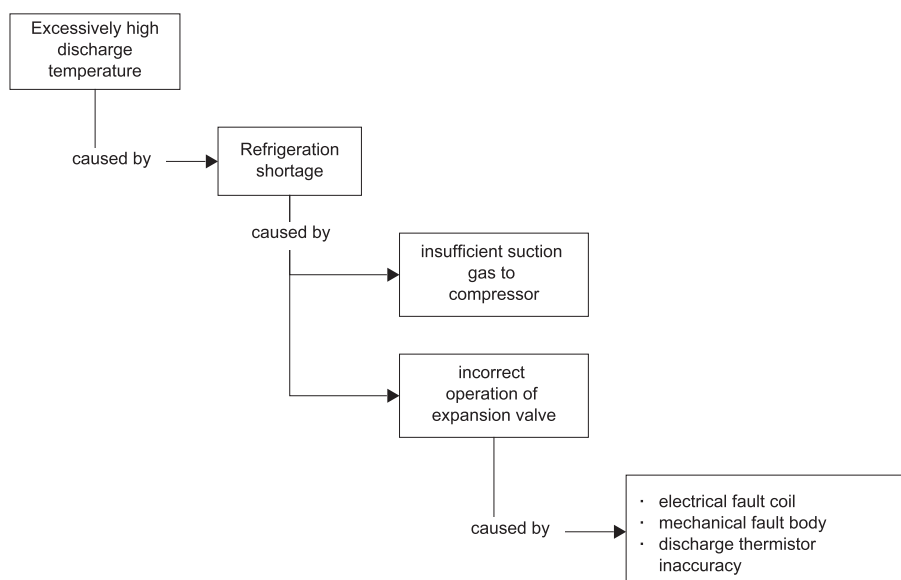 Excessively high
discharge
temperature
caused by
Refrigeration
shortage
caused by
insufficient suction
gas to
compressor
incorrect
operation of
expansion valve
caused by
· electrical fault coil
· mechanical fault body
· discharge thermistor
inaccuracy